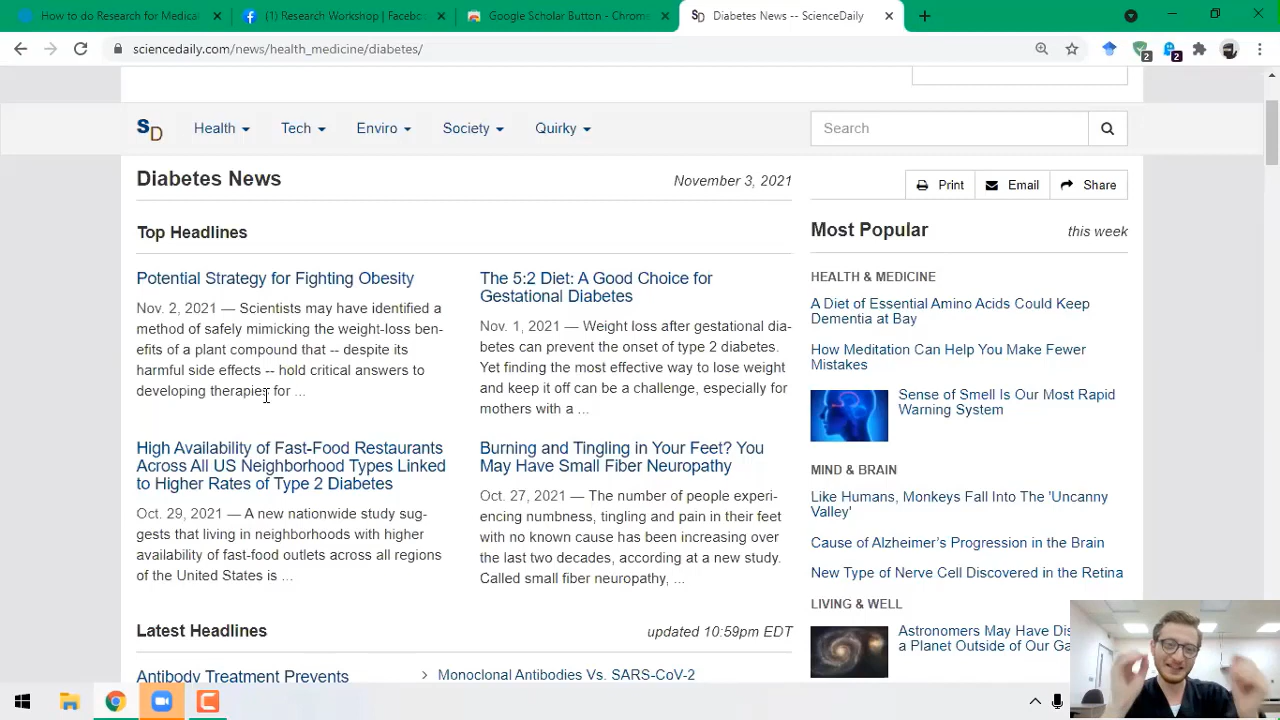 How to do Research for Medical
(1) Research Workshop | Facebo
Google Scholar Button - Chrome
SD
Diabetes News -- ScienceDaily
sciencedaily.com/news/health_medicine/diabetes/
2
2
SD
Health
Tech
Enviro
Society
Quirky
Search
Diabetes News
November 3, 2021
Print
Email
Share
Top Headlines
Potential Strategy for Fighting Obesity
Nov. 2, 2021 — Scientists may have identified a
method of safely mimicking the weight-loss ben-
efits of a plant compound that -- despite its
harmful side effects -- hold critical answers to
developing therapies for ...
The 5:2 Diet: A Good Choice for
Gestational Diabetes
Nov. 1, 2021 — Weight loss after gestational dia-
betes can prevent the onset of type 2 diabetes.
Yet finding the most effective way to lose weight
and keep it off can be a challenge, especially for
mothers with a ...
High Availability of Fast-Food Restaurants
Across All US Neighborhood Types Linked
to Higher Rates of Type 2 Diabetes
Oct. 29, 2021 — A new nationwide study sug-
gests that living in neighborhoods with higher
availability of fast-food outlets across all regions
of the United States is ...
Burning and Tingling in Your Feet? You
May Have Small Fiber Neuropathy
Oct. 27, 2021 — The number of people experi-
encing numbness, tingling and pain in their feet
with no known cause has been increasing over
the last two decades, according at a new study.
Called small fiber neuropathy, ...
Latest Headlines
updated 10:59pm EDT
Antibody Treatment Prevents
Monoclonal Antibodies Vs. SARS-CoV-2
Most Popular
this week
HEALTH & MEDICINE
A Diet of Essential Amino Acids Could Keep
Dementia at Bay
How Meditation Can Help You Make Fewer
Mistakes
Sense of Smell Is Our Most Rapid
Warning System
MIND & BRAIN
Like Humans, Monkeys Fall Into The 'Uncanny
Valley'
Cause of Alzheimer's Progression in the Brain
New Type of Nerve Cell Discovered in the Retina
LIVING & WELL
Astronomers May Have Dis
a Planet Outside of Our Ga